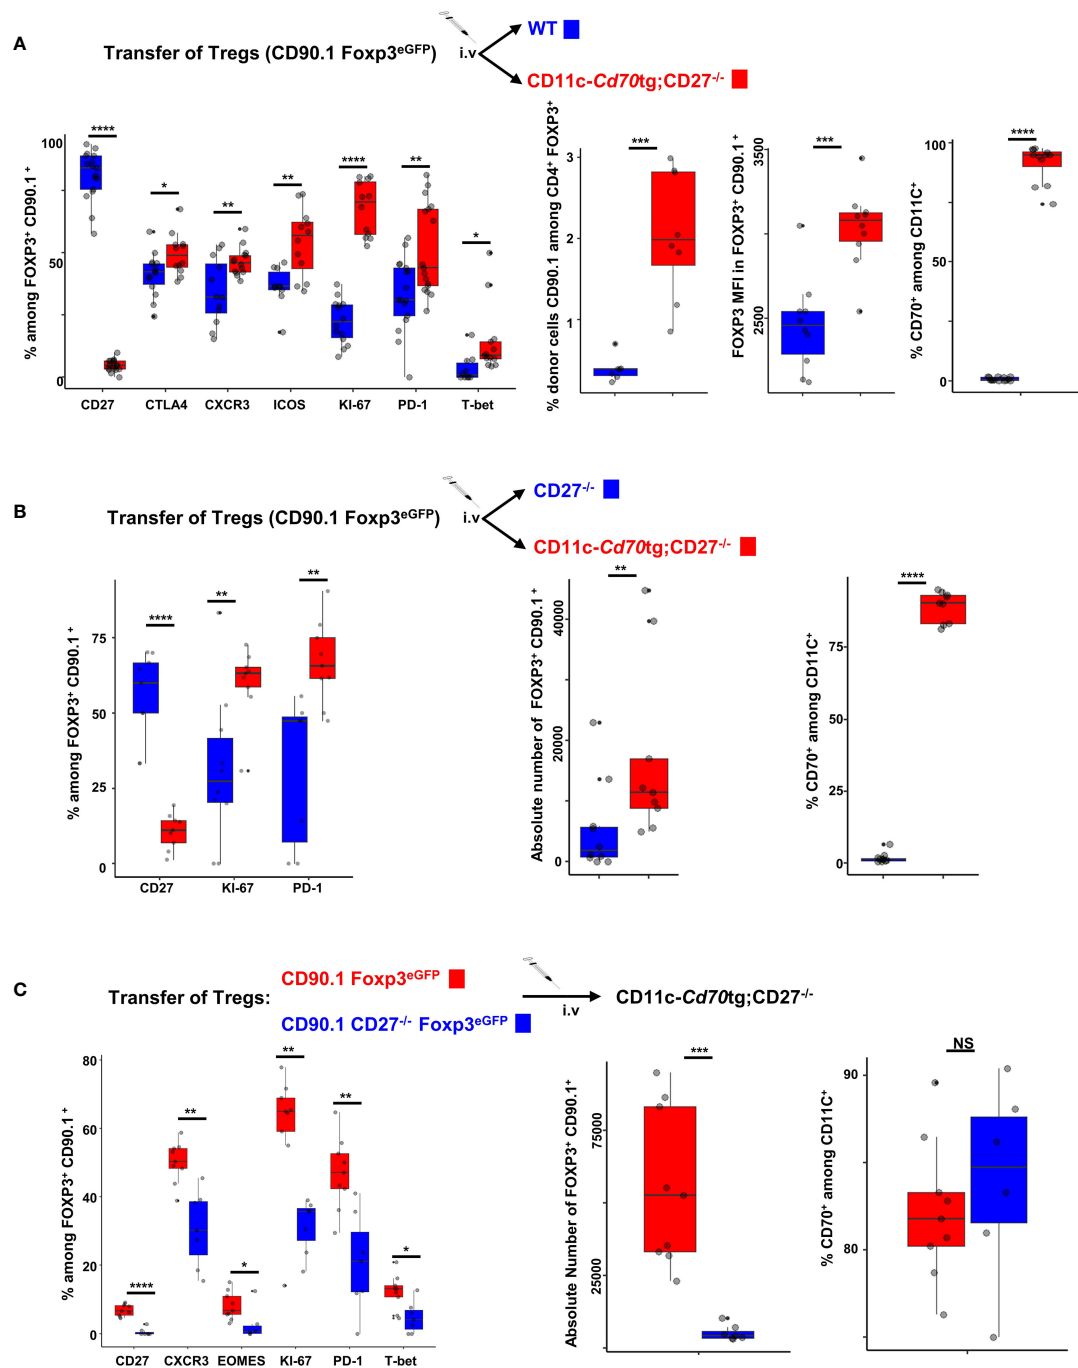 A
Transfer of Tregs (CD90.1 Foxp3eGFP)
i.v
WT
CD11c-Cd70tg;CD27-/-
% among FOXP3+ CD90.1 +
100
50
0
****
*
**
**
****
**
*
CD27 CTLA4 CXCR3 ICOS KI-67 PD-1 T-bet
% donor cells CD90.1 among CD4+ FOXP3+
3
2
1
***
FOXP3 MFI in FOXP3+ CD90.1 +
3500
2500
***
% CD70+ among CD11C+
100
50
0
****
B
Transfer of Tregs (CD90.1 Foxp3eGFP)
i.v
CD27-/-
CD11c-Cd70tg;CD27-/-
% among FOXP3+ CD90.1 +
75
50
25
0
****
**
**
CD27 KI-67 PD-1
Absolute number of FOXP3+ CD90.1 +
40000
20000
0
**
% CD70+ among CD11C+
75
50
25
0
****
C
Transfer of Tregs:
CD90.1 Foxp3eGFP
CD90.1 CD27-/- Foxp3eGFP
i.v
CD11c-Cd70tg;CD27-/-
% among FOXP3+ CD90.1 +
80
60
40
20
0
****
**
*
**
**
*
CD27 CXCR3 EOMES KI-67 PD-1 T-bet
Absolute Number of FOXP3+ CD90.1+
75000
25000
***
% CD70+ among CD11C+
90
80
NS